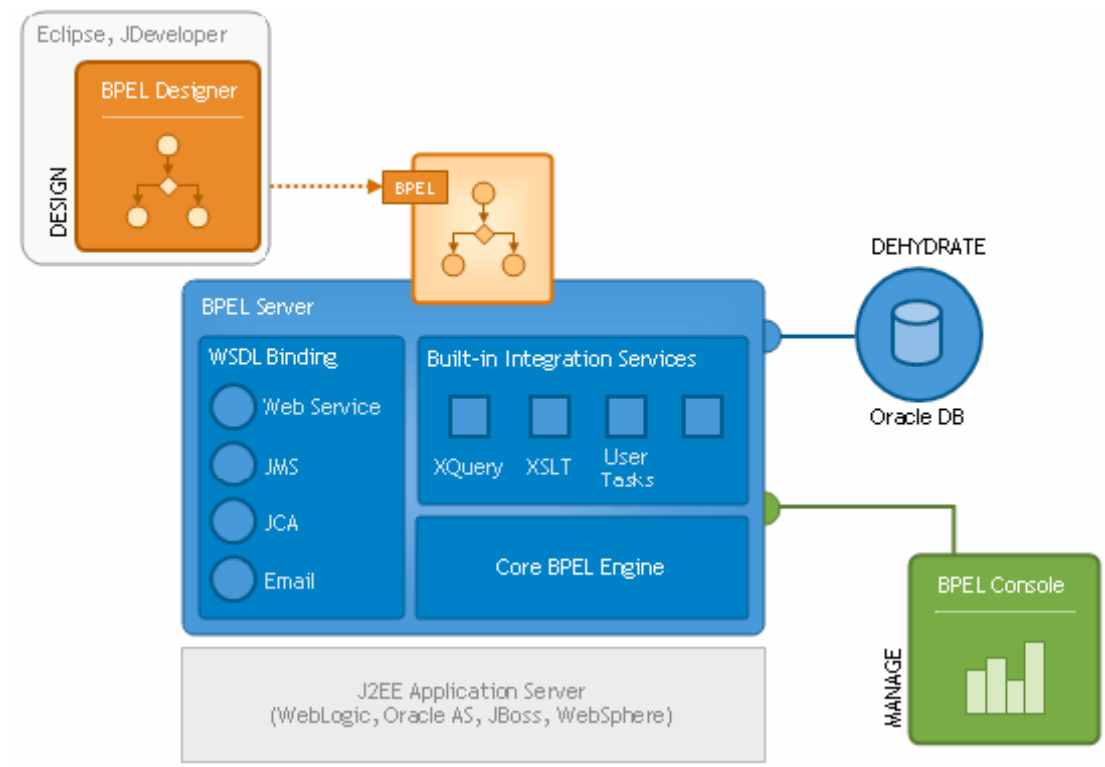 Eclipse, JDeveloper
BPEL Designer
DESIGN
BPEL
DEHYDRATE
Oracle DB
BPEL Server
WSDL Binding
Web Service
JMS
JCA
Email
Built-in Integration Services
XQuery
XSLT
User
Tasks
Core BPEL Engine
BPEL Console
MANAGE
J2EE Application Server
(WebLogic, Oracle AS, JBoss, WebSphere)